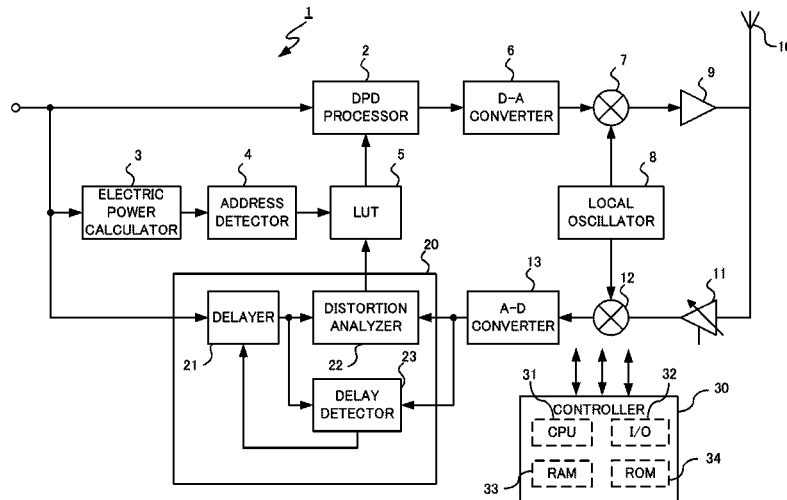 1
2
6
7
9
10
DPD
PROCESSOR
D-A
CONVERTER
3
4
5
8
ELECTRIC
POWER
CALCULATOR
ADDRESS
DETECTOR
LUT
LOCAL
OSCILLATOR
20
13
12
11
DELAYER
DISTORTION
ANALYZER
A-D
CONVERTER
21
22
23
DELAY
DETECTOR
31
32
30
CONTROLLER
CPU
I/O
RAM
ROM
33
34